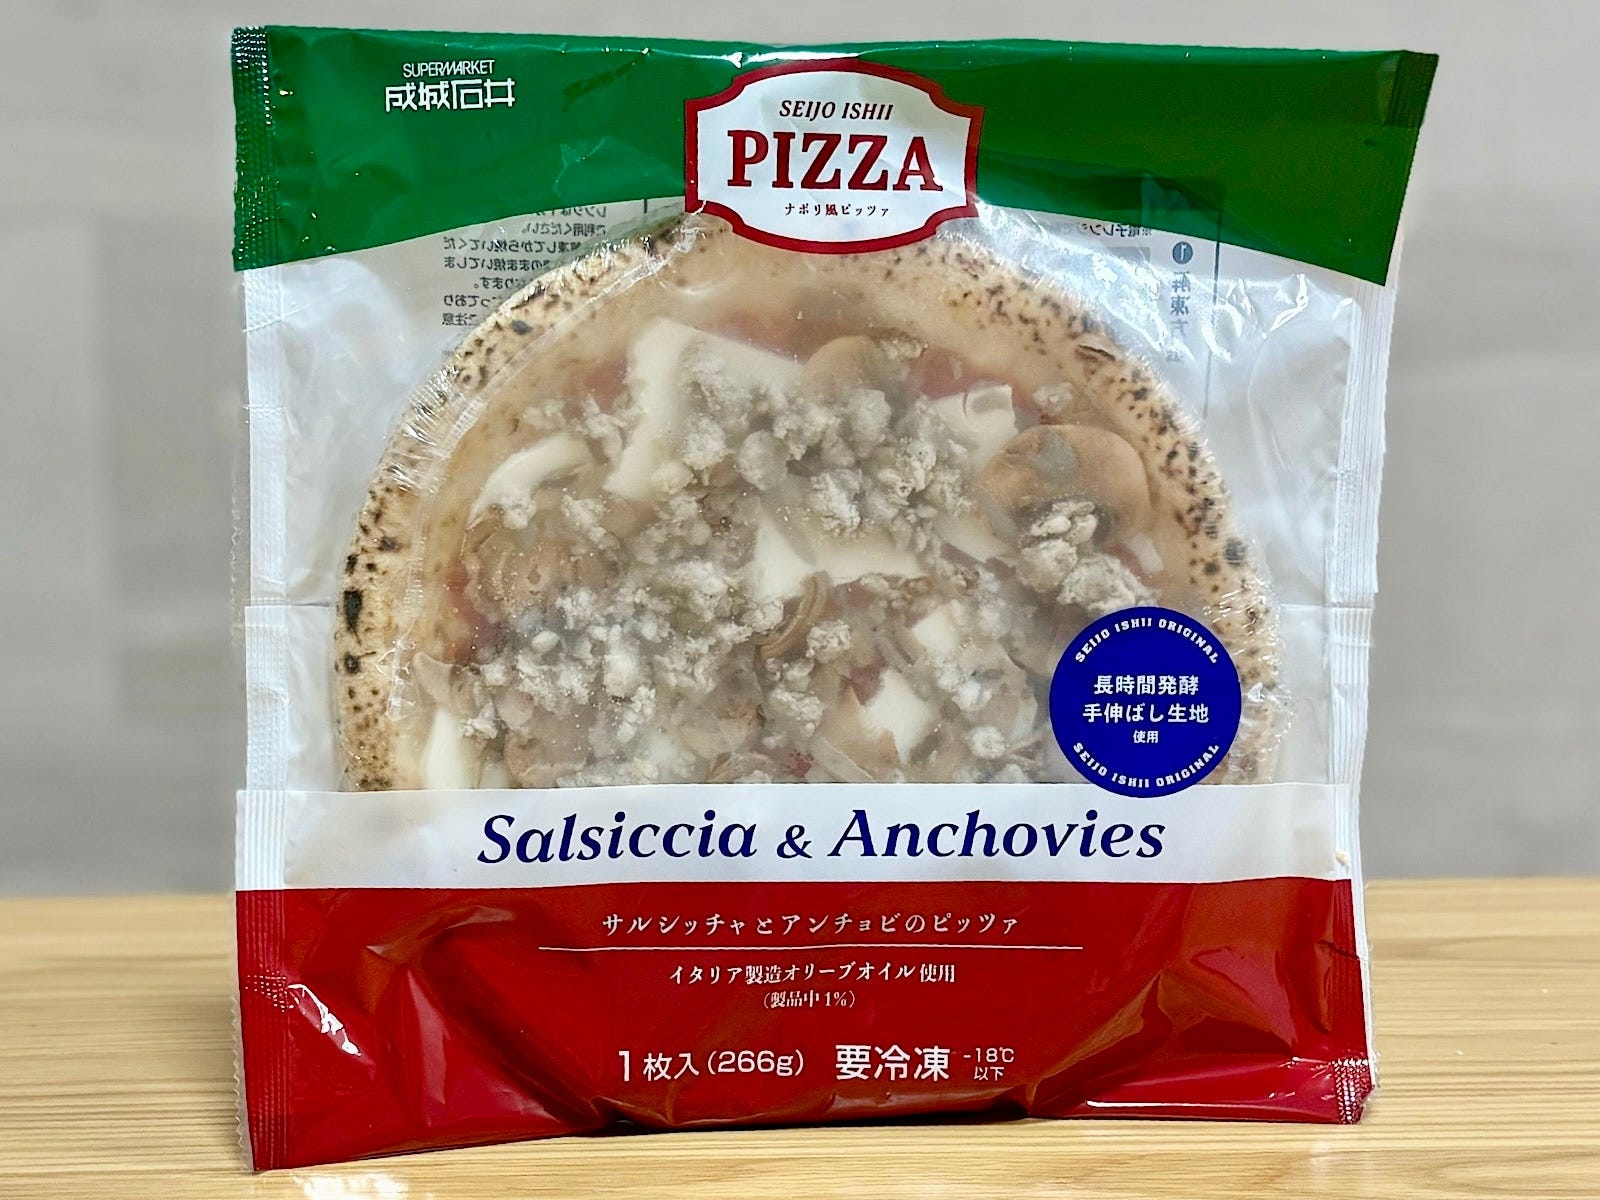 SUPERMARKET
成城石井
SEIJO ISHII
PIZZA
ナポリ風ピッツァ
SEIJO ISHII ORIGINAL
長時間発酵
手伸ばし生地
使用
SEIJO ISHII ORIGINAL
Salsiccia & Anchovies
サルシッチャとアンチョビのピッツァ
イタリア製造オリーブオイル使用
(製品中1%)
1枚入(266g) 要冷凍 -18℃
以下